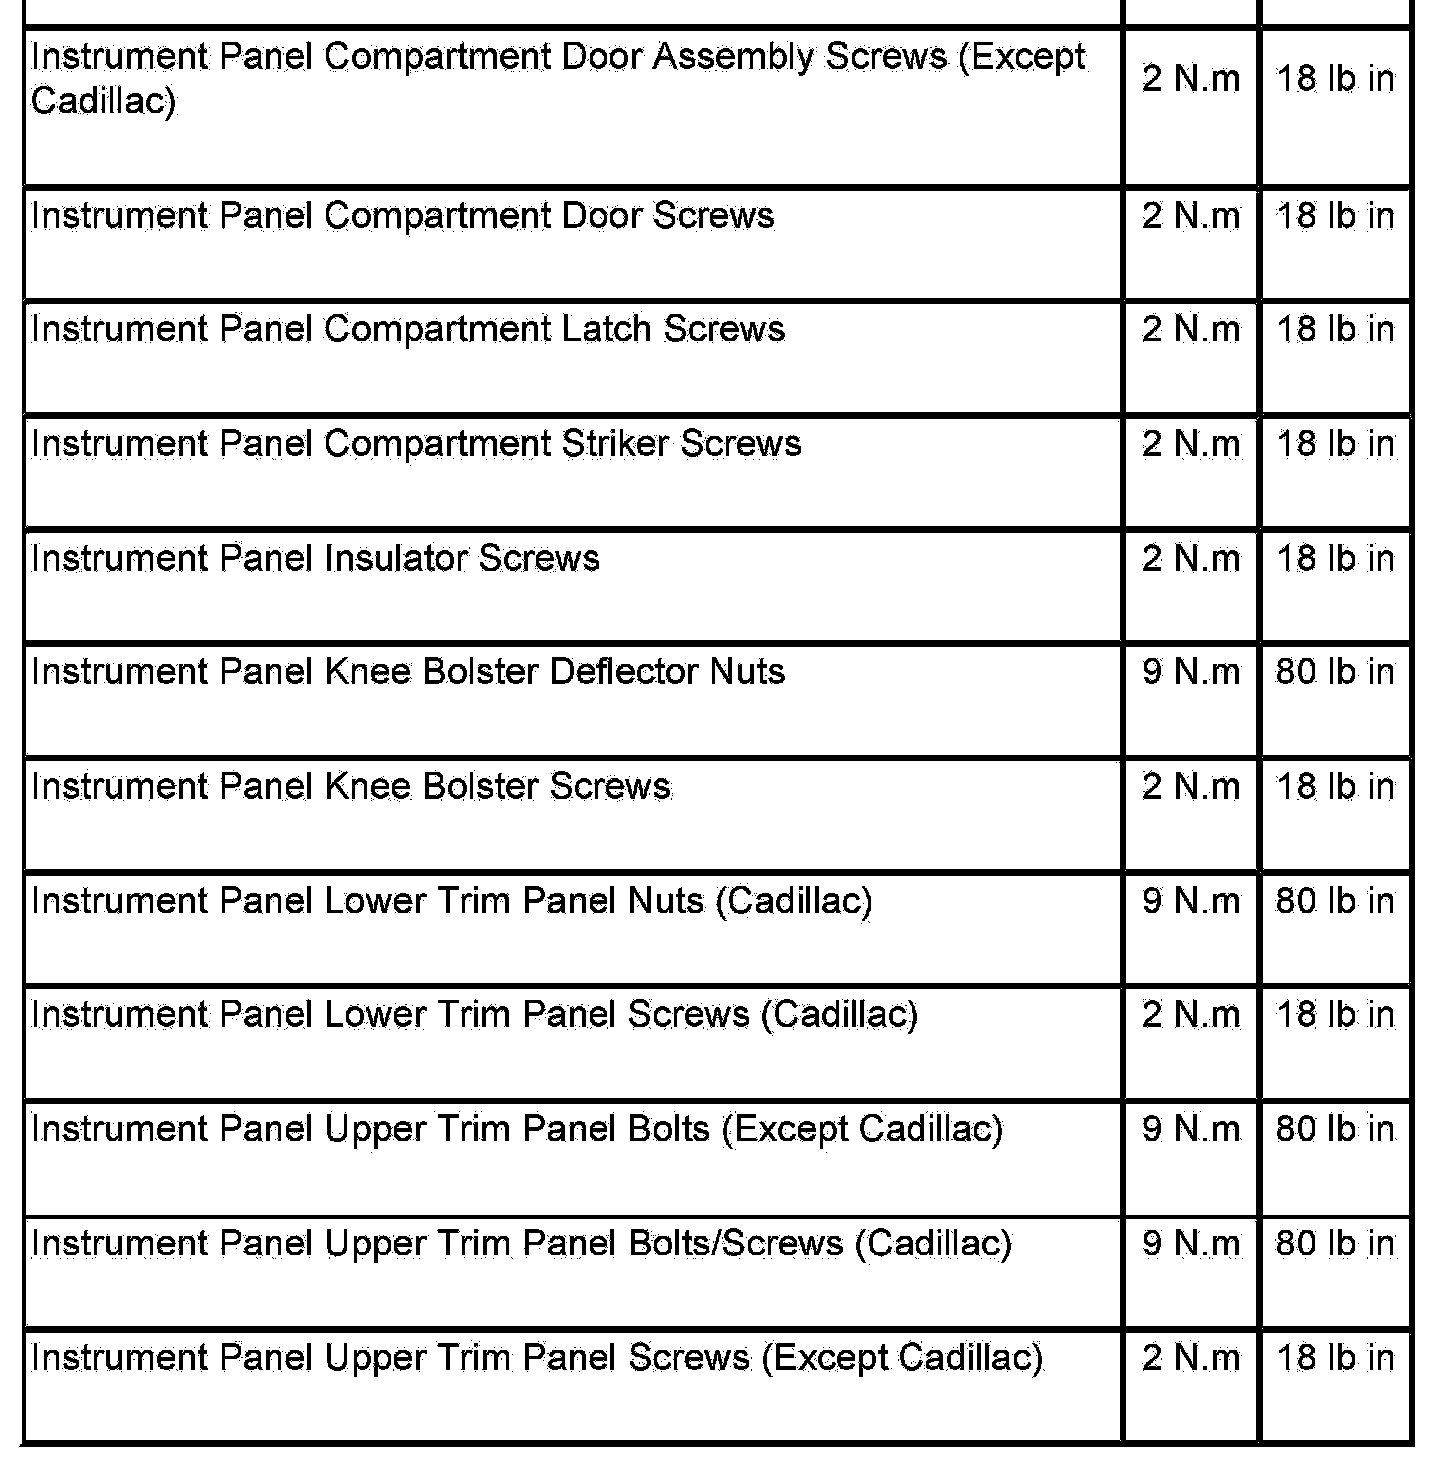 Instrument Panel Compartment Door Assembly Screws (Except 2 N.m 18 lb in
Cadillac)
Instrument Panel Compartment Door Screws 2 N.m 18 lb in
Instrument Panel Compartment Latch Screws 2 N.m 18 lb in
Instrument Panel Compartment Striker Screws 2 N.m 18 lb in
Instrument Panel Insulator Screws 2 N.m 18 lb in
Instrument Panel Knee Bolster Deflector Nuts 9 N.m 80 lb in
Instrument Panel Knee Bolster Screws 2 N.m 18 lb in
Instrument Panel Lower Trim Panel Nuts (Cadillac) 9 N.m 80 lb in
Instrument Panel Lower Trim Panel Screws (Cadillac) 2 N.m 18 lb in
Instrument Panel Upper Trim Panel Bolts (Except Cadillac) 9 N.m 80 lb in
Instrument Panel Upper Trim Panel Bolts/Screws (Cadillac) 9 N.m 80 lb in
Instrument Panel Upper Trim Panel Screws (Except Cadillac) 2 N.m 18 lb in